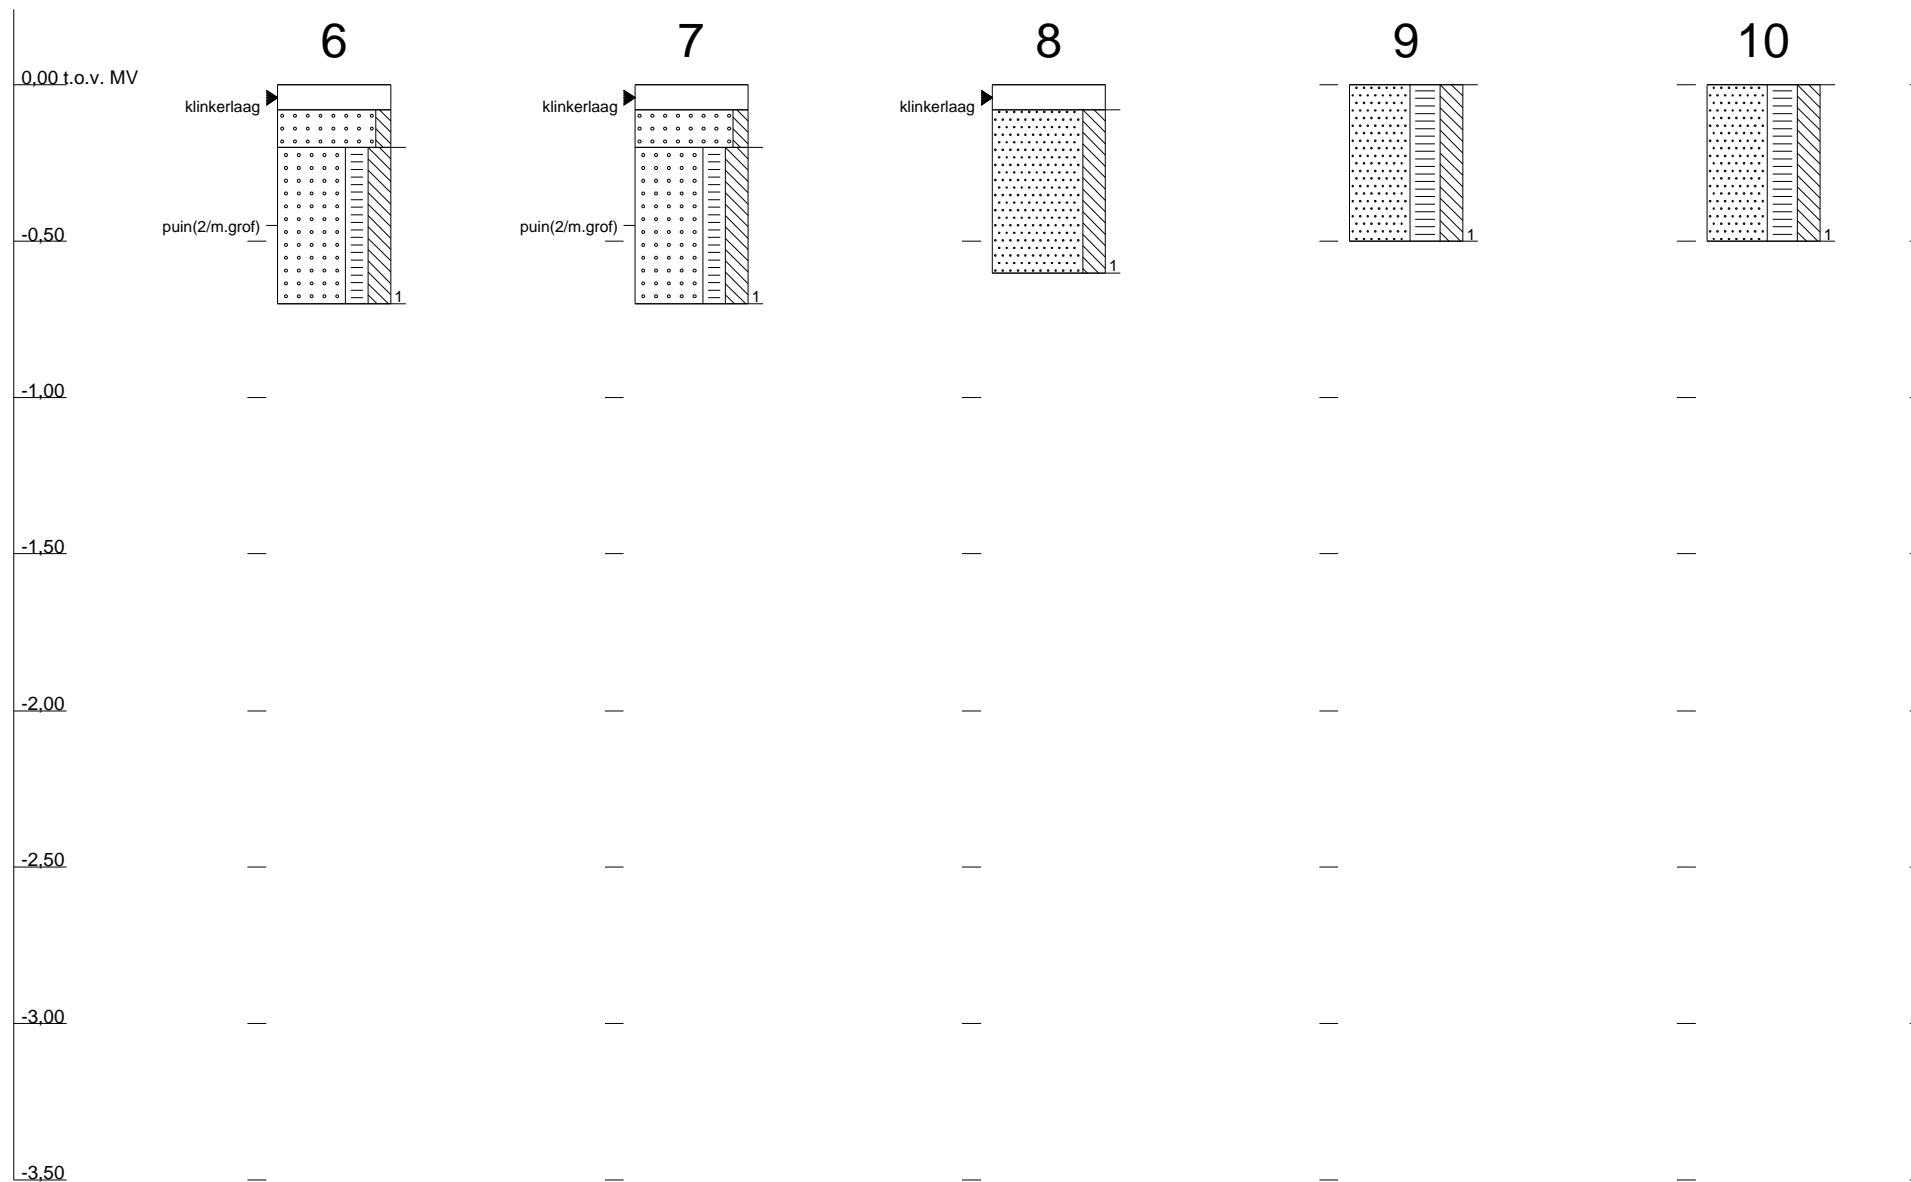 6 7 8 9 10
0,00 t.o.v. MV
klinkerlaag klinkerlaag klinkerlaag
puin(2/m.grof) puin(2/m.grof)
-0,50 1 1
1
1 1
-1,00
-1,50
-2,00
-2,50
-3,00
-3,50